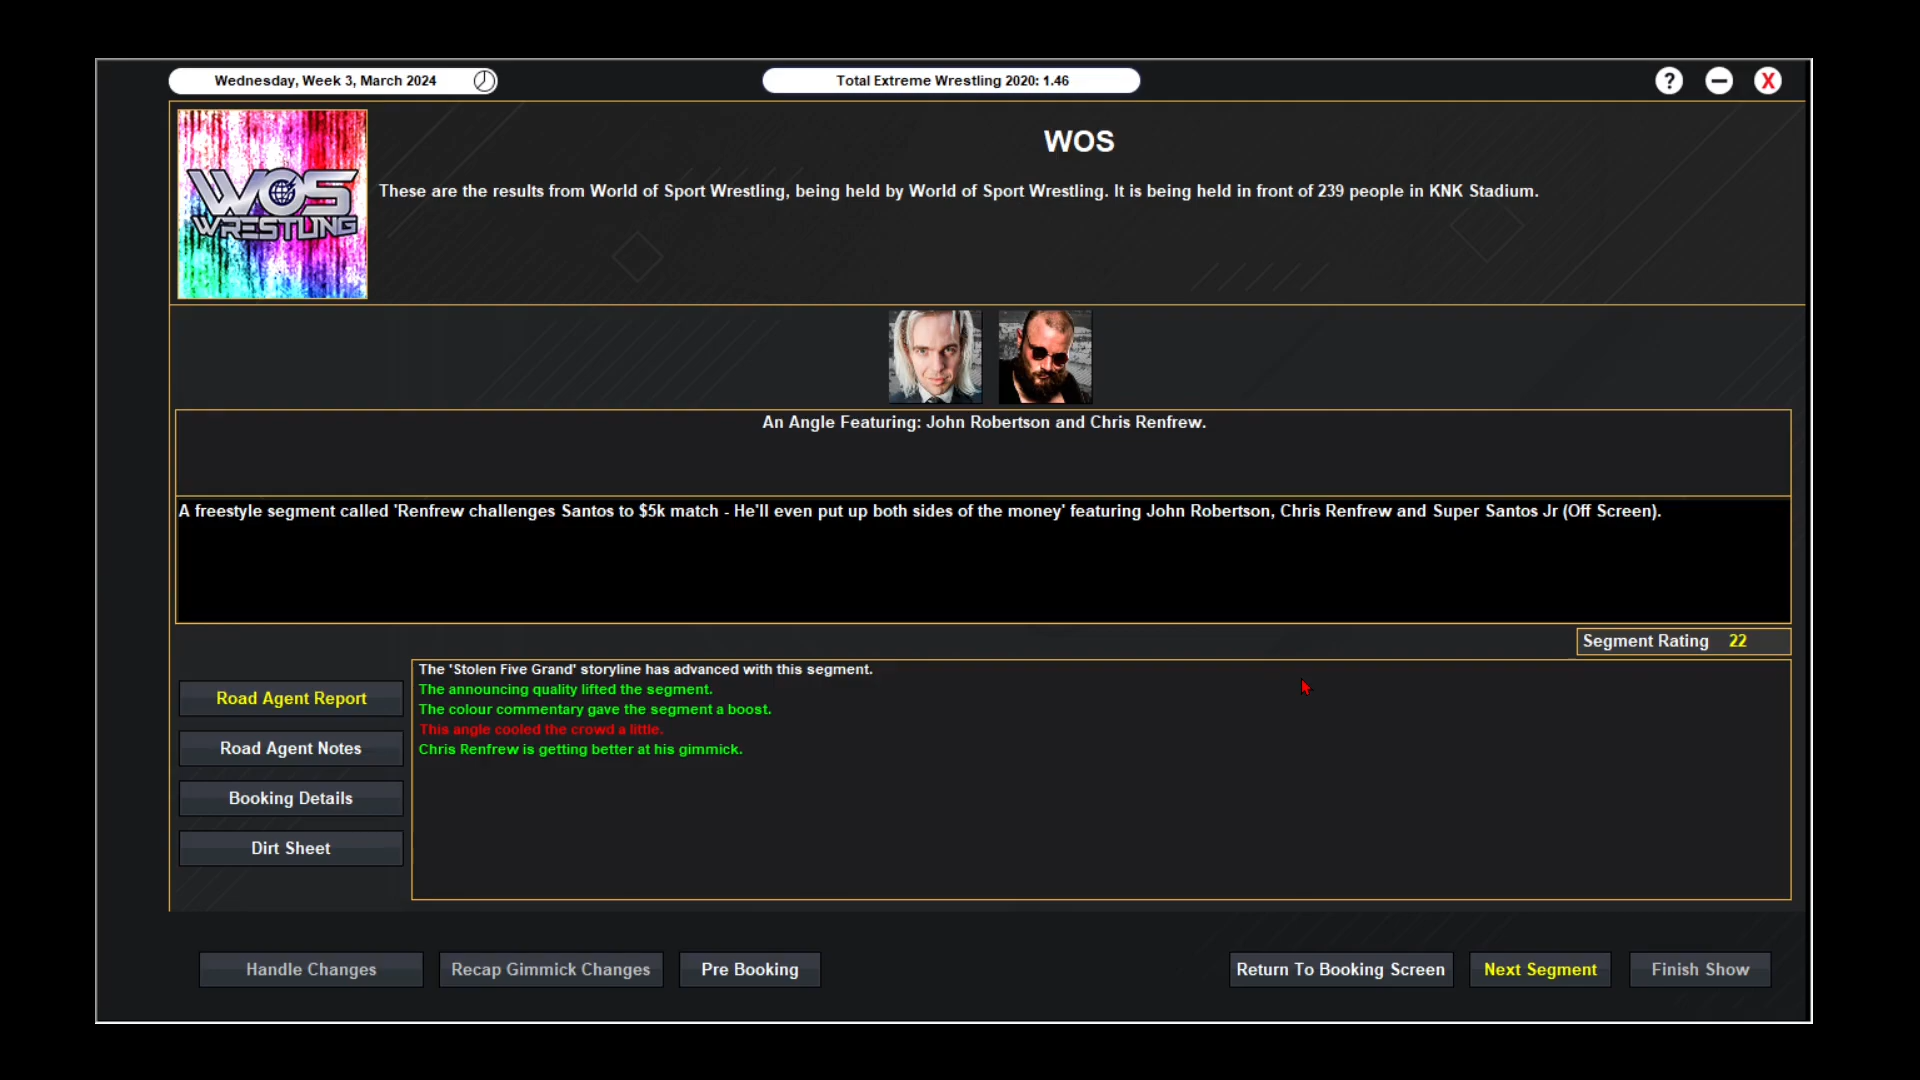 Wednesday, Week 3, March 2024
Total Extreme Wrestling 2020: 1.46
?
X
WOS
WOS
WRESTLING
These are the results from World of Sport Wrestling, being held by World of Sport Wrestling. It is being held in front of 239 people in KNK Stadium.
An Angle Featuring: John Robertson and Chris Renfrew.
A freestyle segment called 'Renfrew challenges Santos to $5k match - He'll even put up both sides of the money' featuring John Robertson, Chris Renfrew and Super Santos Jr (Off Screen).
Segment Rating 22
The 'Stolen Five Grand' storyline has advanced with this segment.
The announcing quality lifted the segment.
The colour commentary gave the segment a boost.
This angle cooled the crowd a little.
Chris Renfrew is getting better at his gimmick.
Road Agent Report
Road Agent Notes
Booking Details
Dirt Sheet
Handle Changes
Recap Gimmick Changes
Pre Booking
Return To Booking Screen
Next Segment
Finish Show